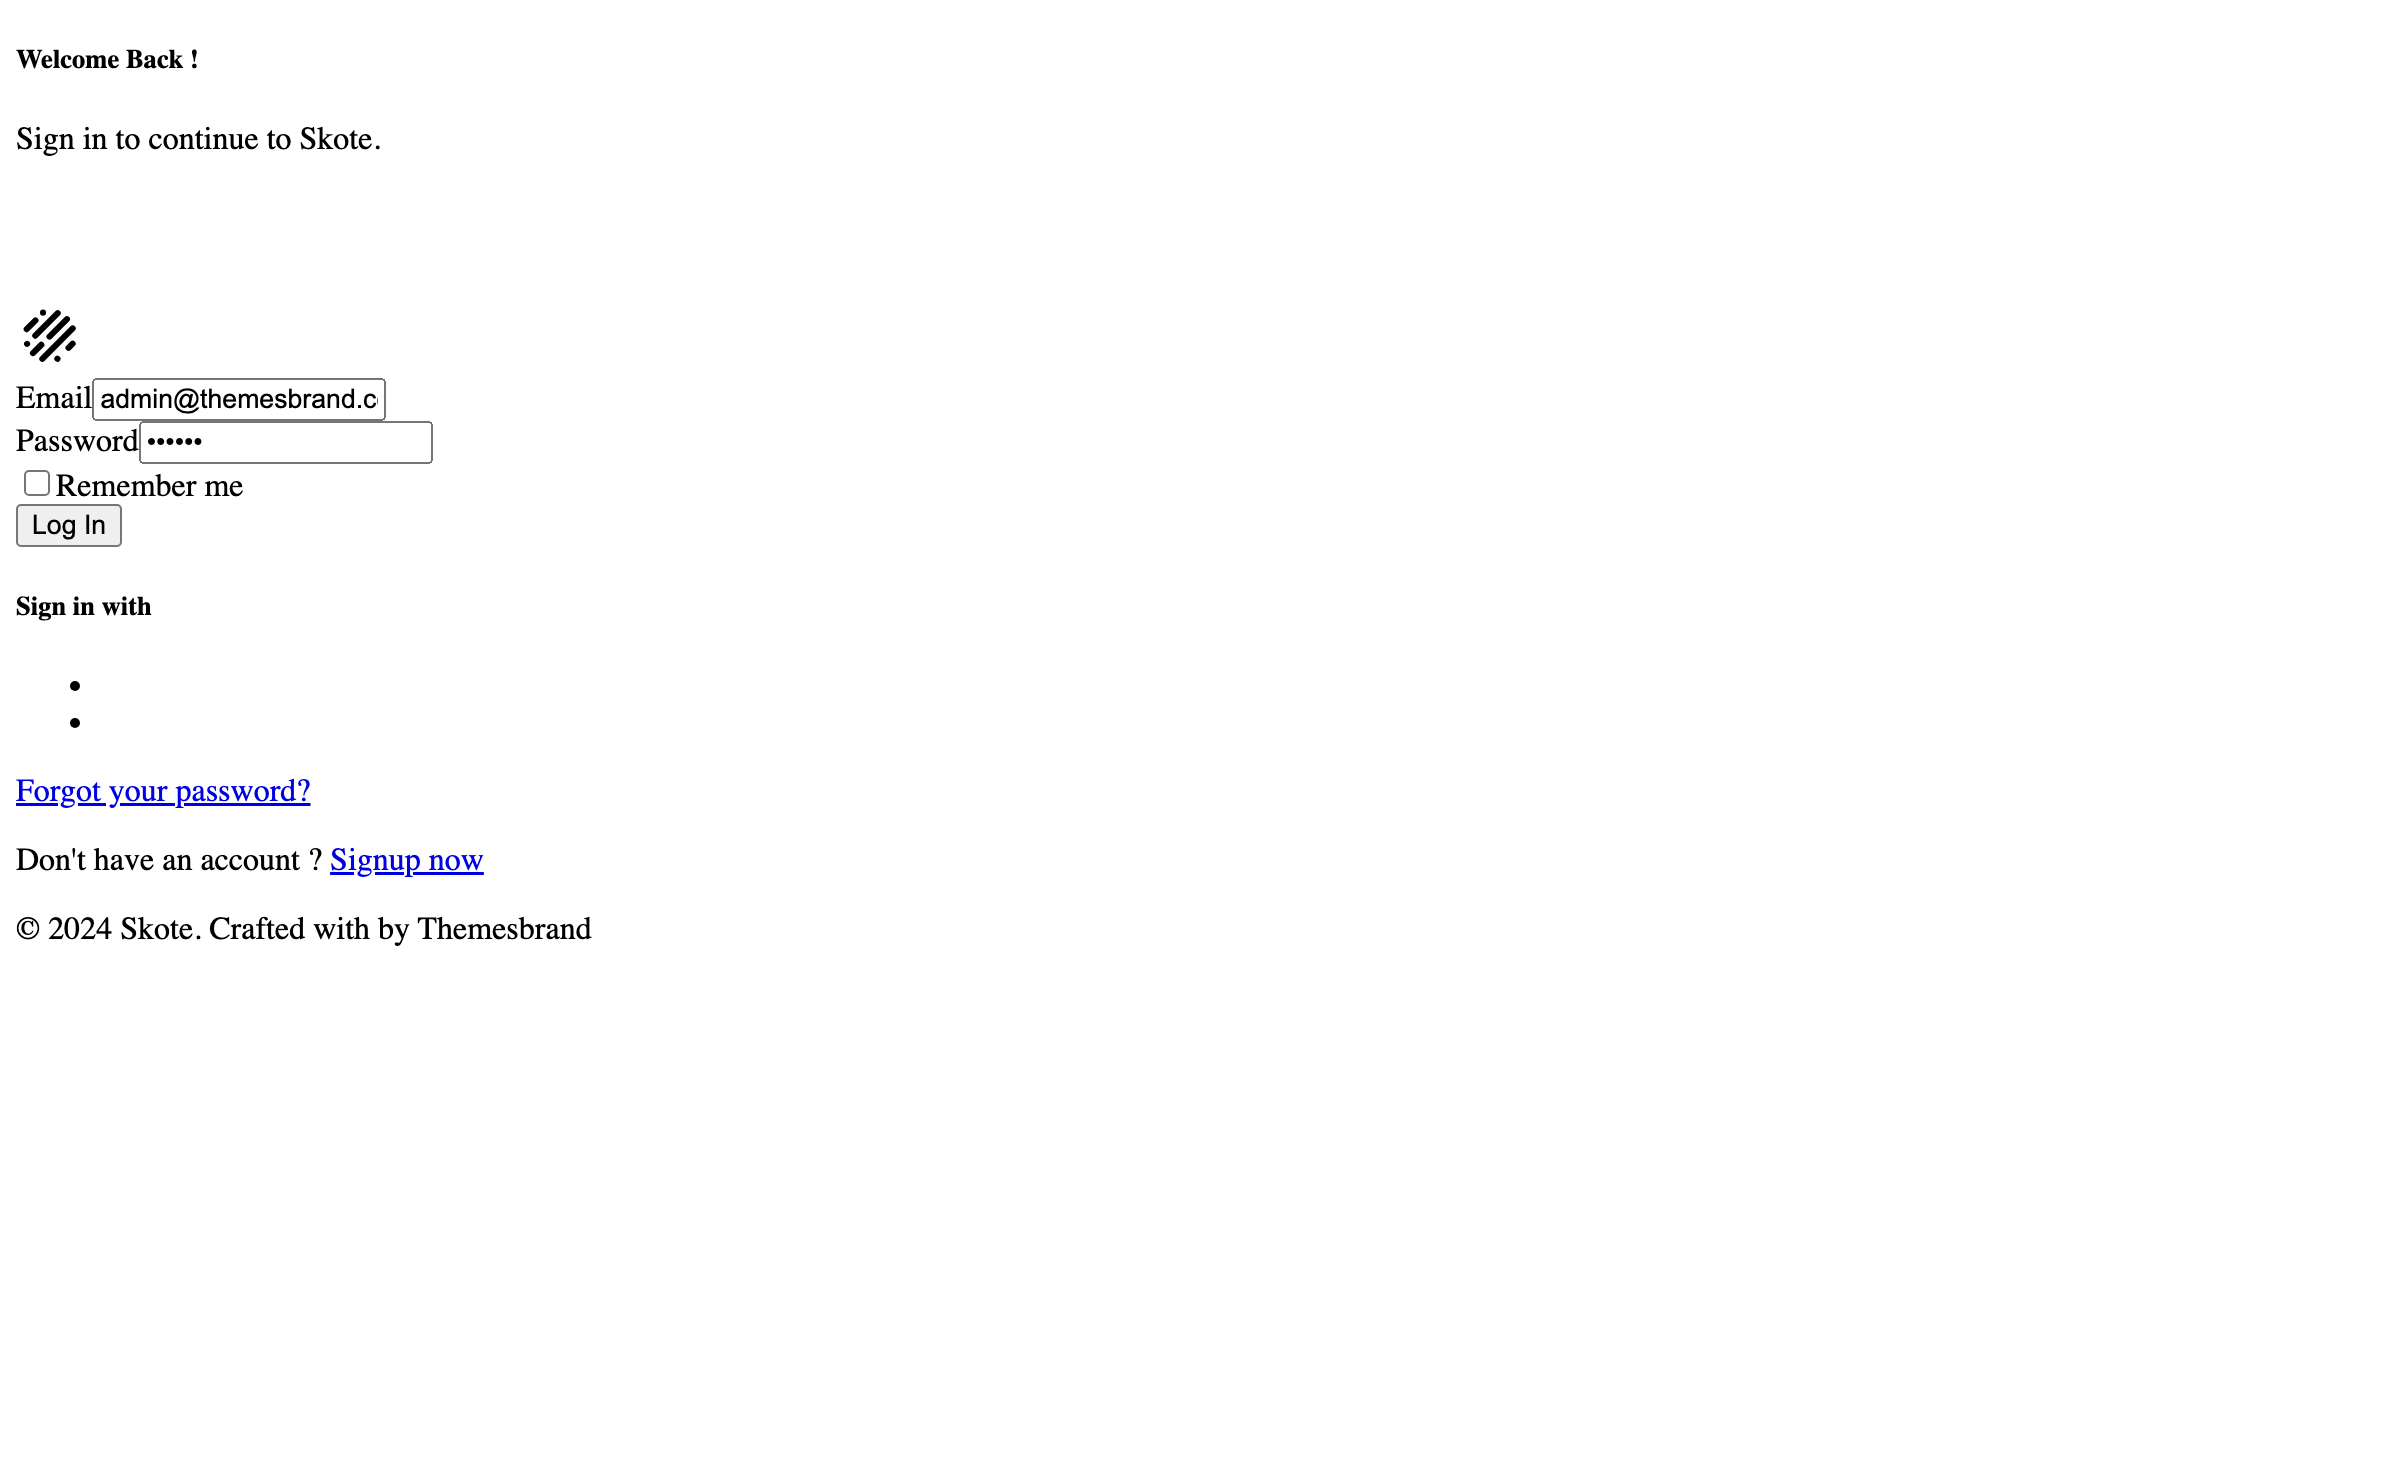 Welcome Back !
Sign in to continue to Skote.
Email admin@themesbrand.c
Password ••••••
Remember me
Log In
Sign in with
Forgot your password?
Don't have an account ? Signup now
© 2024 Skote. Crafted with by Themesbrand